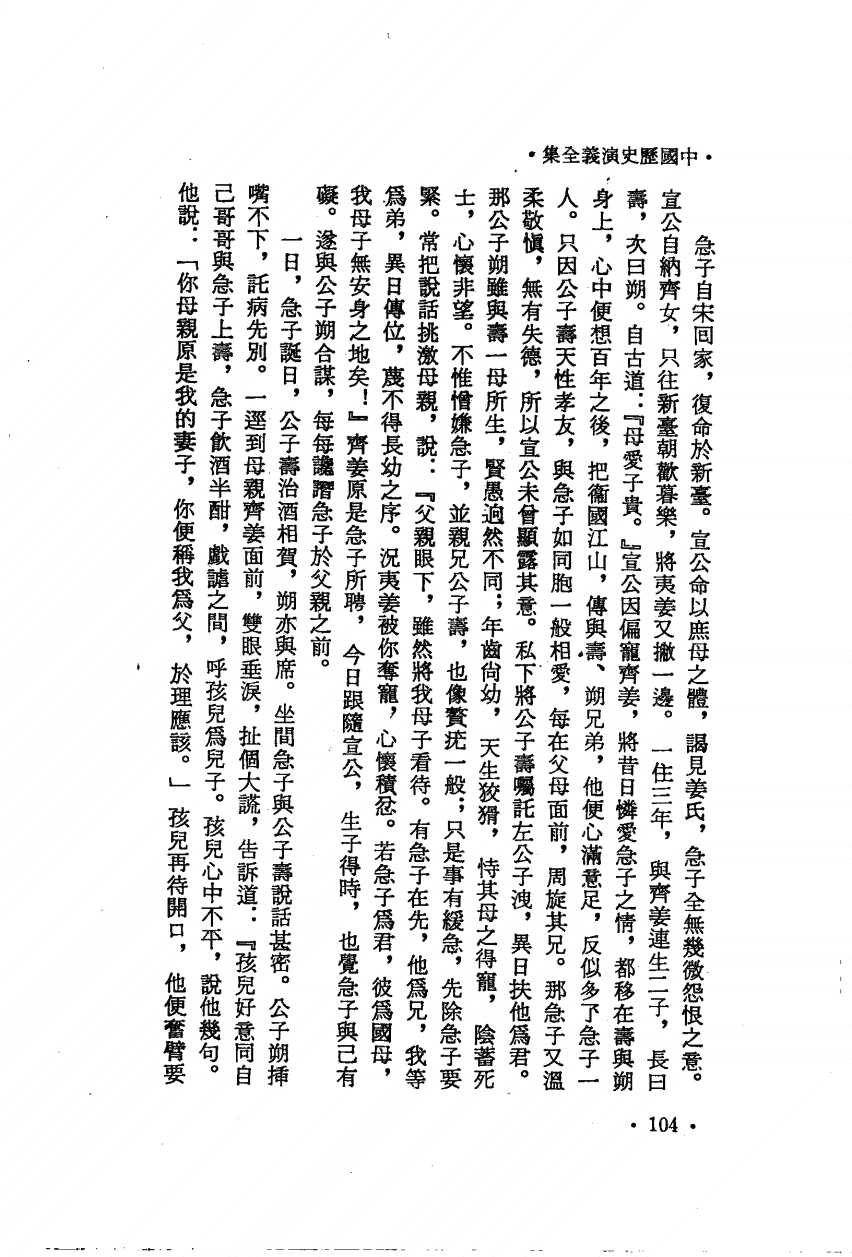 ·中國歷史演義全集·
急子自宋回家，復命於新臺。宣公命以庶母之體，謁見姜氏，急子全無幾微怨恨之意。
宣公自納齊女，只往新臺朝歡暮樂，將夷姜又撇一邊。一住三年，與齊姜連生二子，長曰
壽，次曰朔。自古道：『母愛子貴。』宣公因偏寵齊姜，將昔日憐愛急子之情，都移在壽與朔
身上，心中便想百年之後，把衞國江山，傳與壽、朔兄弟，他便心滿意足，反似多了急子一
人。只因公子壽天性孝友，與急子如同胞一般相愛，每在父母面前，周旋其兄。那急子又溫
柔敬慎，無有失德，所以宣公未曾顯露其意。私下將公子壽囑託左公子洩，異日扶他爲君。
那公子朔雖與壽一母所生，賢愚逈然不同；年齒尙幼，天生狡猾，恃其母之得寵，陰蓄死
士，心懷非望。不惟憎嫌急子，並親兄公子壽，也像贅疣一般；只是事有緩急，先除急子要
緊。常把說話挑激母親，說：『父親眼下，雖然將我母子看待。有急子在先，他爲兄，我等
爲弟，異日傳位，蔑不得長幼之序。況夷姜被你奪寵，心懷積忿。若急子爲君，彼爲國母，
我母子無安身之地矣！』齊姜原是急子所聘，今日跟隨宣公，生子得時，也覺急子與己有
礙。遂與公子朔合謀，每每讒譖急子於父親之前。
一日，急子誕日，公子壽治酒相賀，朔亦與席。坐間急子與公子壽說話甚密。公子朔揷
嘴不下，託病先別。一逕到母親齊姜面前，雙眼垂淚，扯個大謊，告訴道：『孩兒好意同自
己哥哥與急子上壽，急子飮酒半酣，戲謔之間，呼孩兒爲兒子。孩兒心中不平，說他幾句。
他說：「你母親原是我的妻子，你便稱我爲父，於理應該。」孩兒再待開口，他便奮臂要
·104·